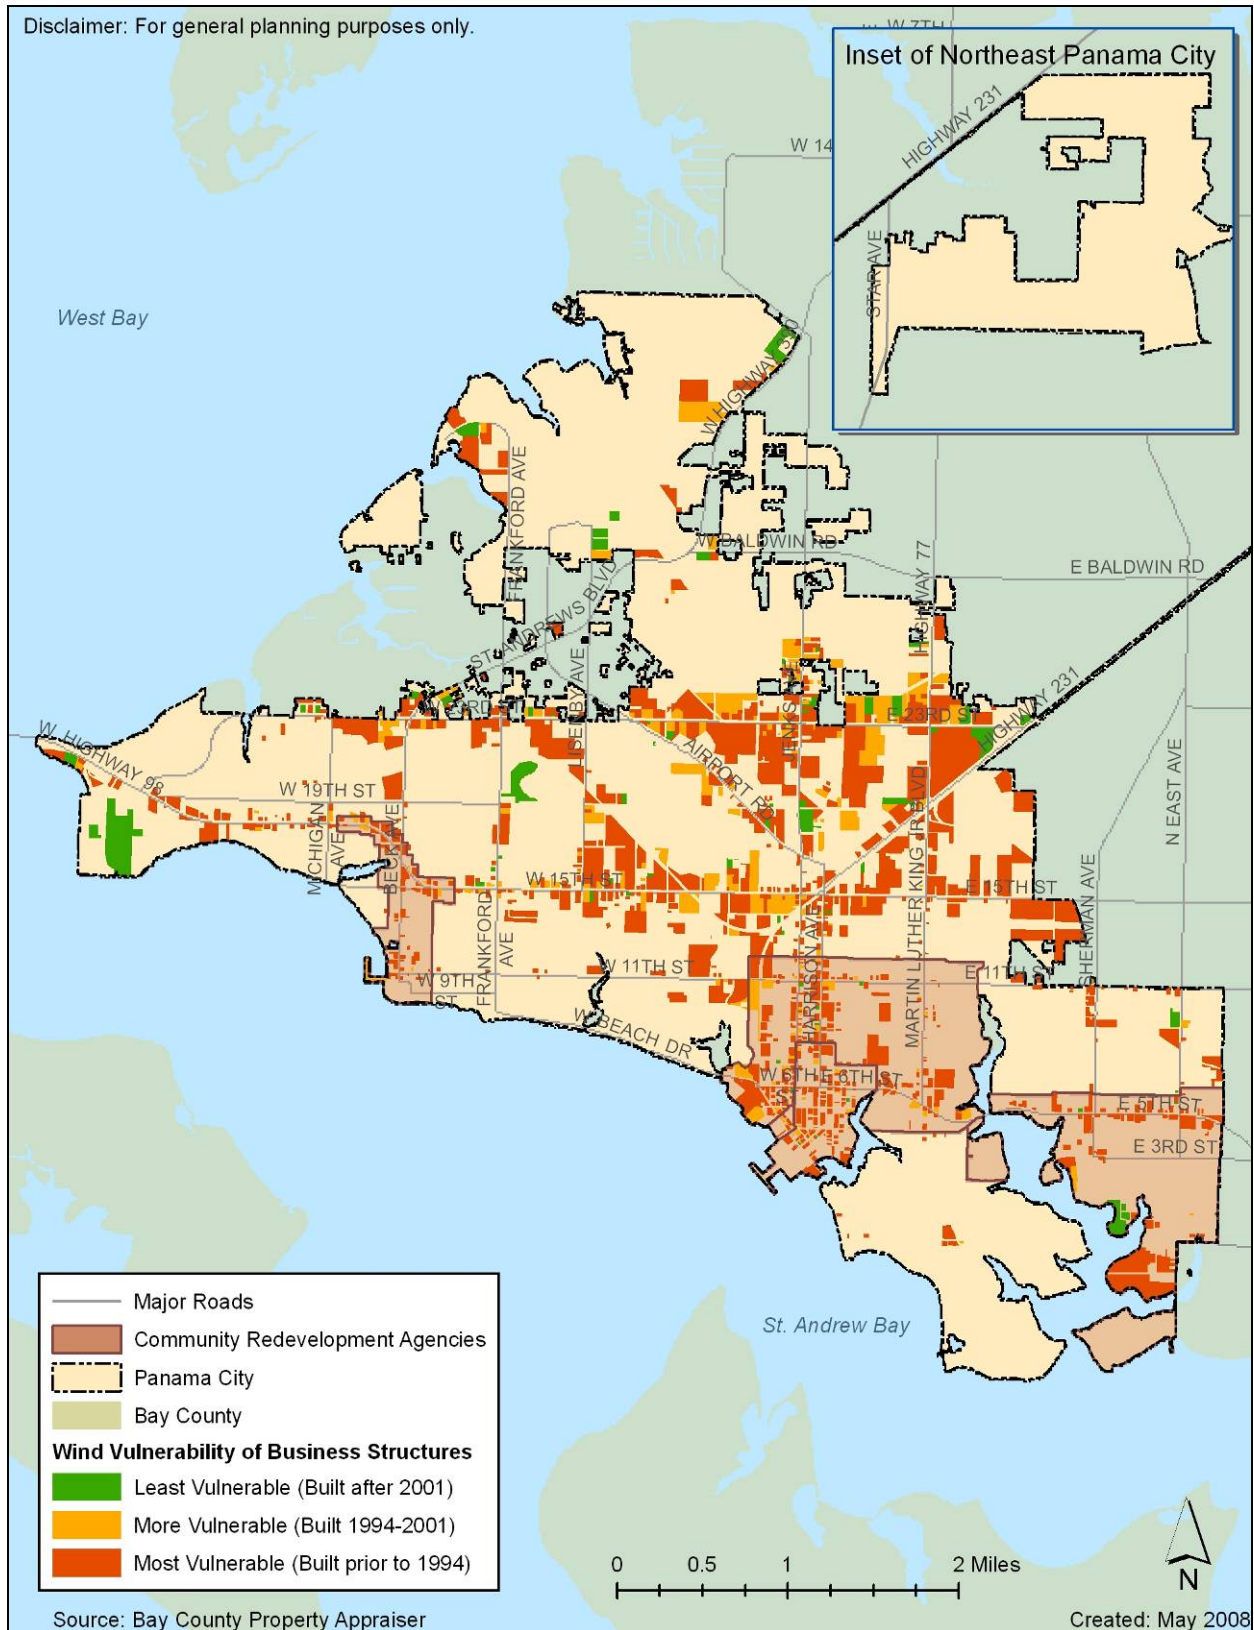 Disclaimer: For general planning purposes only.
W 7TH
Inset of Northeast Panama City
HIGHWAY 231
STAR AVE
W 14
West Bay
W HIGHWAY 390
FRANKFORD AVE
W BALDWIN RD
E BALDWIN RD
HIGHWAY 77
ST ANDREWS BLVD
LISENBY AVE
W 23RD ST
E 23RD ST
HIGHWAY 231
JENKS AVE
AIRPORT RD
W HIGHWAY 98
W 19TH ST
MICHIGAN AVE
BECK AVE
MARTIN LUTHER KING JR BLVD
N EAST AVE
SHERMAN AVE
W 15TH ST
E 15TH ST
FRANKFORD AVE
HARRISON AVE
W 11TH ST
E 11TH ST
W 9TH ST
W BEACH DR
W 6TH ST
E 6TH ST
E 5TH ST
E 3RD ST
St. Andrew Bay
Major Roads
Community Redevelopment Agencies
Panama City
Bay County
Wind Vulnerability of Business Structures
Least Vulnerable (Built after 2001)
More Vulnerable (Built 1994-2001)
Most Vulnerable (Built prior to 1994)
0 0.5 1 2 Miles
N
Source: Bay County Property Appraiser
Created: May 2008